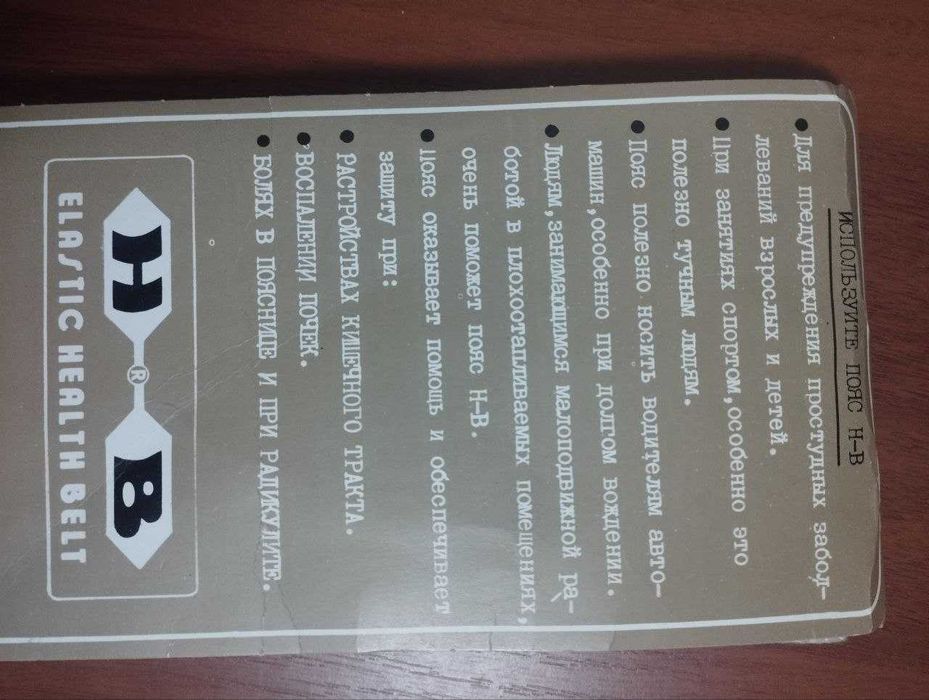 ИСПОЛЬЗУЙТЕ ПОЯС Н-В
● Для предупреждения простудных забол-
леваний взрослых и детей.
● При занятиях спортом,особенно это
полезно тучным людям.
● Пояс полезно носить водителям авто-
машин,особенно при долгом вождении.
● Людям,занимающимся малоподвижной ра-
ботой в плохоотапливаемых помещениях,
очень поможет пояс Н-В.
● Пояс оказывает помощь и обеспечивает
защиту при:
● РАСТРОЙСТВАХ КИШЕЧНОГО ТРАКТА.
● ВОСПАЛЕНИИ ПОЧЕК.
● БОЛЯХ В ПОЯСНИЦЕ И ПРИ РАДИКУЛИТЕ.
H ® B
ELASTIC HEALTH BELT